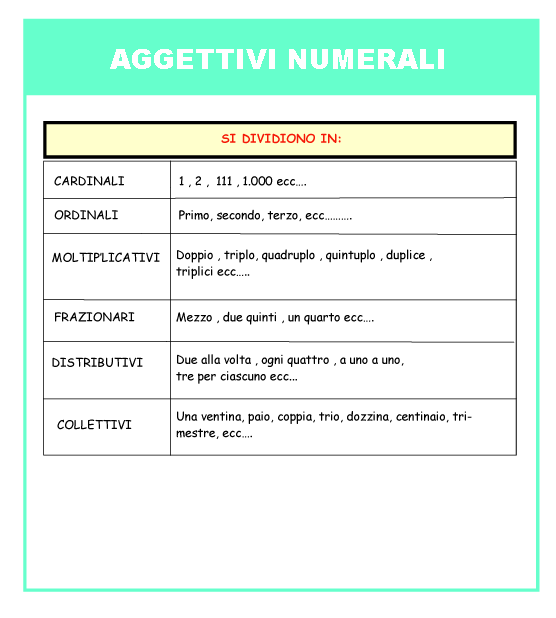 AGGETTIVI NUMERALI
SI DIVIDIONO IN:
CARDINALI
1 , 2 , 111 , 1.000 ecc....
ORDINALI
Primo, secondo, terzo, ecc..........
MOLTIPLICATIVI
Doppio , triplo, quadruplo , quintuplo , duplice ,
triplici ecc.....
FRAZIONARI
Mezzo , due quinti , un quarto ecc....
DISTRIBUTIVI
Due alla volta , ogni quattro , a uno a uno,
tre per ciascuno ecc...
COLLETTIVI
Una ventina, paio, coppia, trio, dozzina, centinaio, tri-
mestre, ecc....